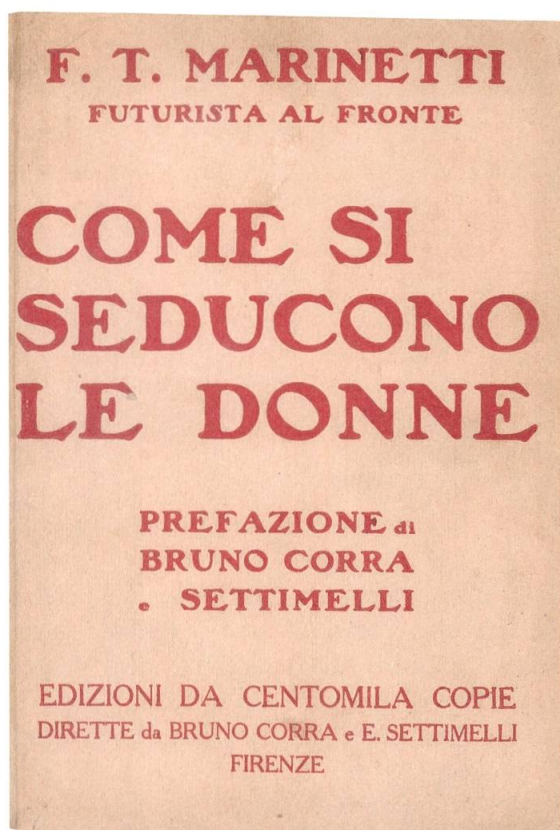 F. T. MARINETTI
FUTURISTA AL FRONTE
COME SI
SEDUCONO
LE DONNE
PREFAZIONE di
BRUNO CORRA
e SETTIMELLI
EDIZIONI DA CENTOMILA COPIE
DIRETTE da BRUNO CORRA e E. SETTIMELLI
FIRENZE